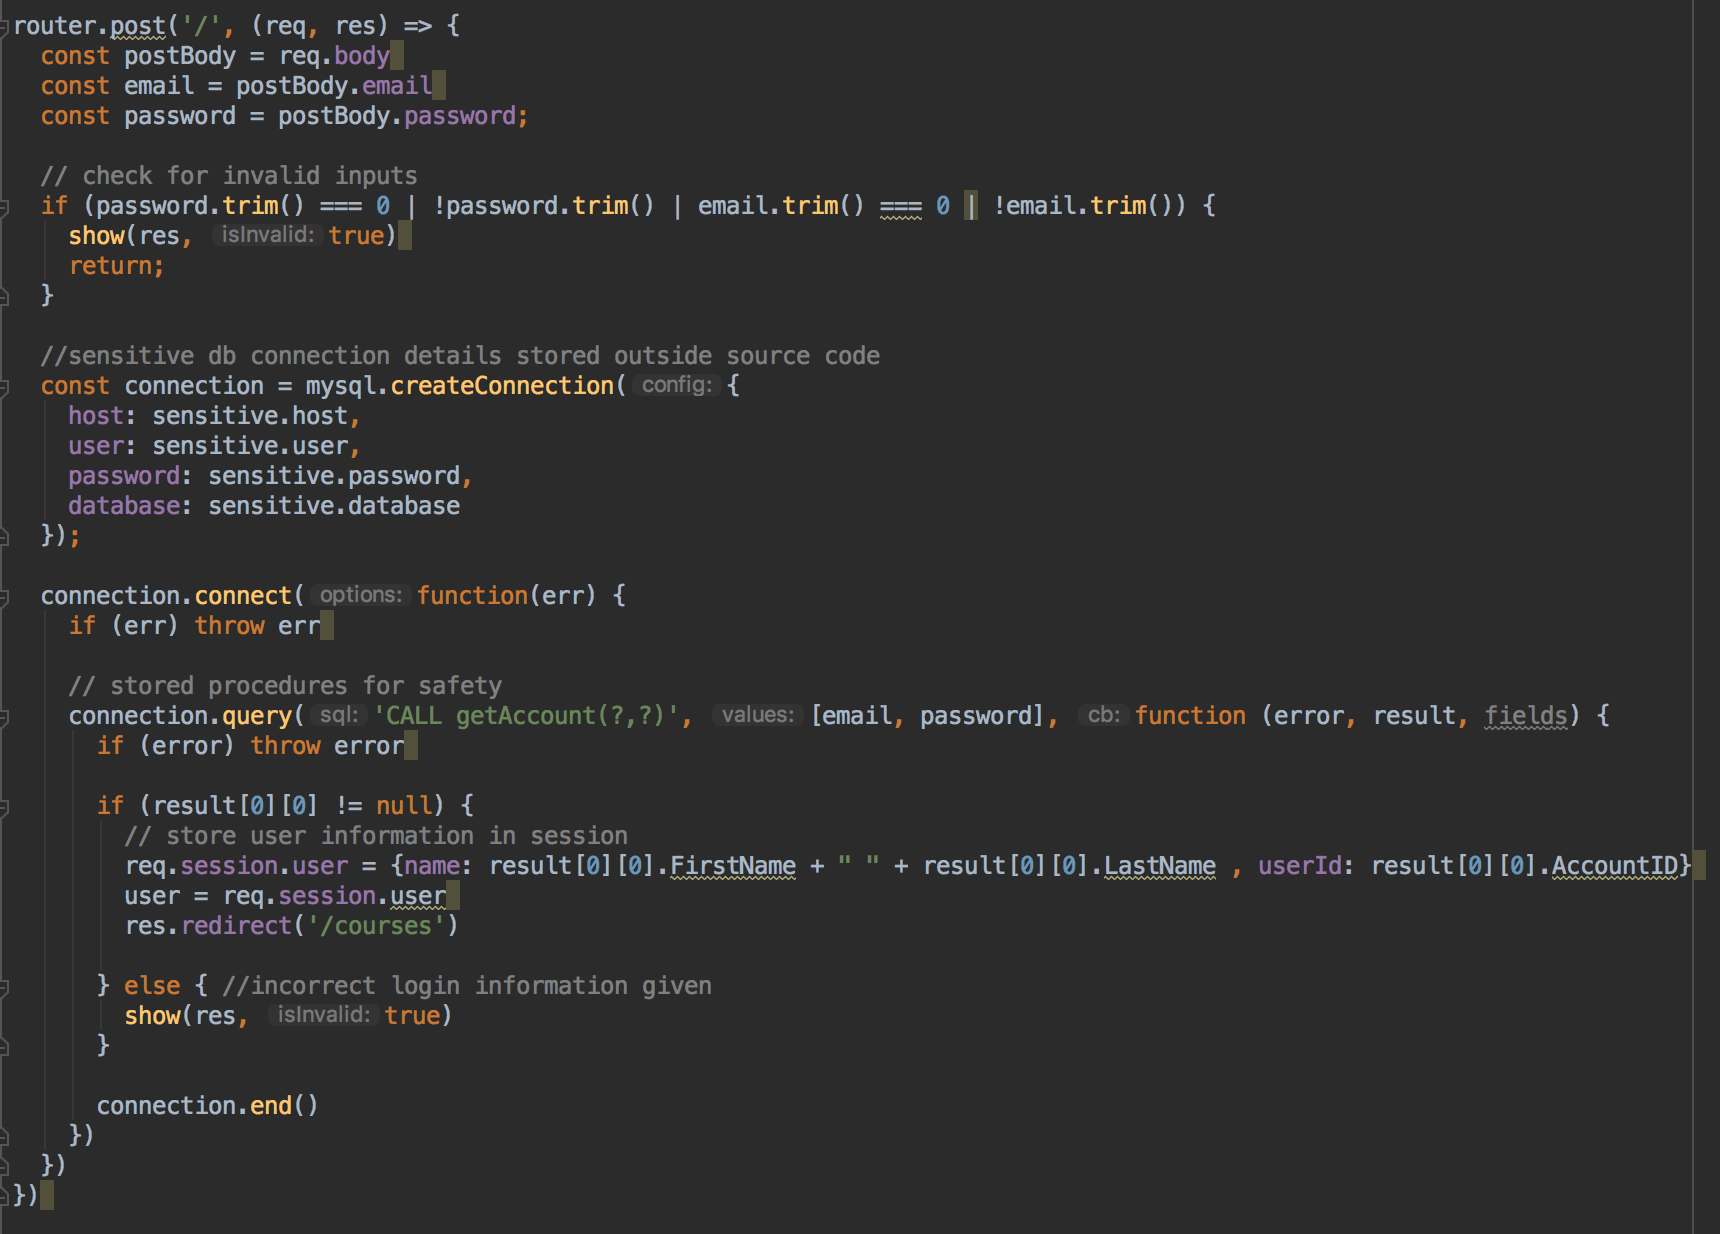 router.post('/', (req, res) => {
const postBody = req.body
const email = postBody.email
const password = postBody.password;
// check for invalid inputs
if (password.trim() === 0 | !password.trim() | email.trim() === 0 | !email.trim()) {
show(res, isInvalid: true)
return;
}
//sensitive db connection details stored outside source code
const connection = mysql.createConnection( config: {
host: sensitive.host,
user: sensitive.user,
password: sensitive.password,
database: sensitive.database
});
connection.connect( options: function(err) {
if (err) throw err
// stored procedures for safety
connection.query( sql: 'CALL getAccount(?,?)', values: [email, password], cb: function (error, result, fields) {
if (error) throw error
if (result[0][0] != null) {
// store user information in session
req.session.user = {name: result[0][0].FirstName + " " + result[0][0].LastName , userId: result[0][0].AccountID}
user = req.session.user
res.redirect('/courses')
} else { //incorrect login information given
show(res, isInvalid: true)
}
connection.end()
})
})
})